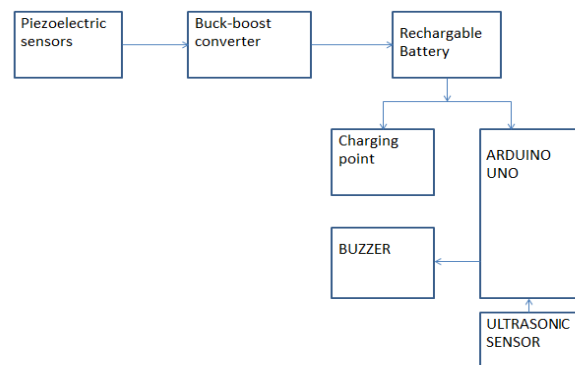 Piezoelectric
sensors
Buck-boost
converter
Rechargable
Battery
Charging
point
ARDUINO
UNO
BUZZER
ULTRASONIC
SENSOR